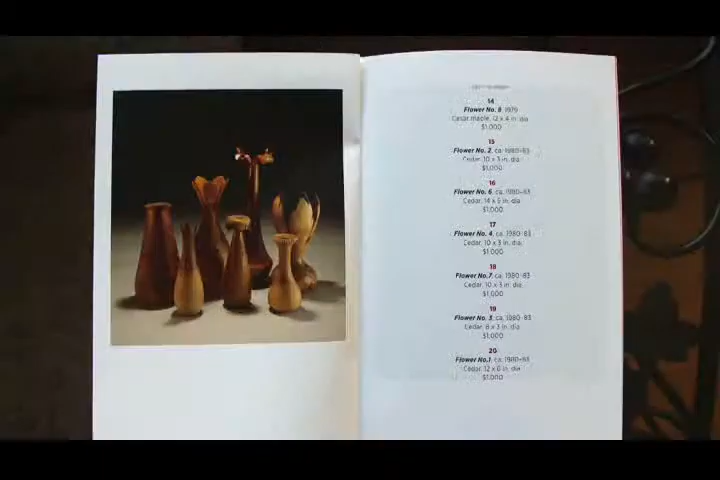 14
Flower No. 8, 1979
Cedar, maple, 12 x 4 in. dia
$1,000
15
Flower No. 2, ca. 1980-83
Cedar, 10 x 3 in. dia
$1,000
16
Flower No. 6, ca. 1980-83
Cedar, 14 x 5 in. dia
$1,000
17
Flower No. 4, ca. 1980-83
Cedar, 10 x 3 in. dia.
$1,000
18
Flower No.7, ca. 1980-83
Cedar, 10 x 3 in. dia
$1,000
19
Flower No. 3, ca. 1980-83
Cedar, 8 x 3 in. dia
$1,000
20
Flower No.1, ca. 1980-83
Cedar, 12 x 6 in. dia
$1,000